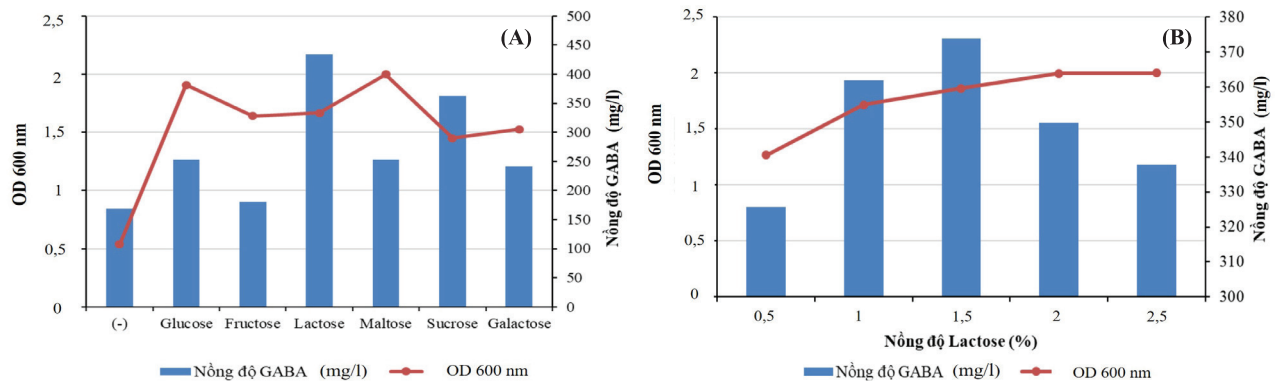 (A)
OD 600 nm
2,5
2
1,5
1
0,5
0
500
450
400
350
300
250
200
150
100
50
0
Nồng độ GABA (mg/l)
(-) Glucose Fructose Lactose Maltose Sucrose Galactose
Nồng độ GABA (mg/l) OD 600 nm
(B)
OD 600 nm
2,5
2
1,5
1
0,5
0
380
370
360
350
340
330
320
310
300
Nồng độ GABA (mg/l)
0,5 1 1,5 2 2,5
Nồng độ Lactose (%)
Nồng độ GABA (mg/l) OD 600 nm